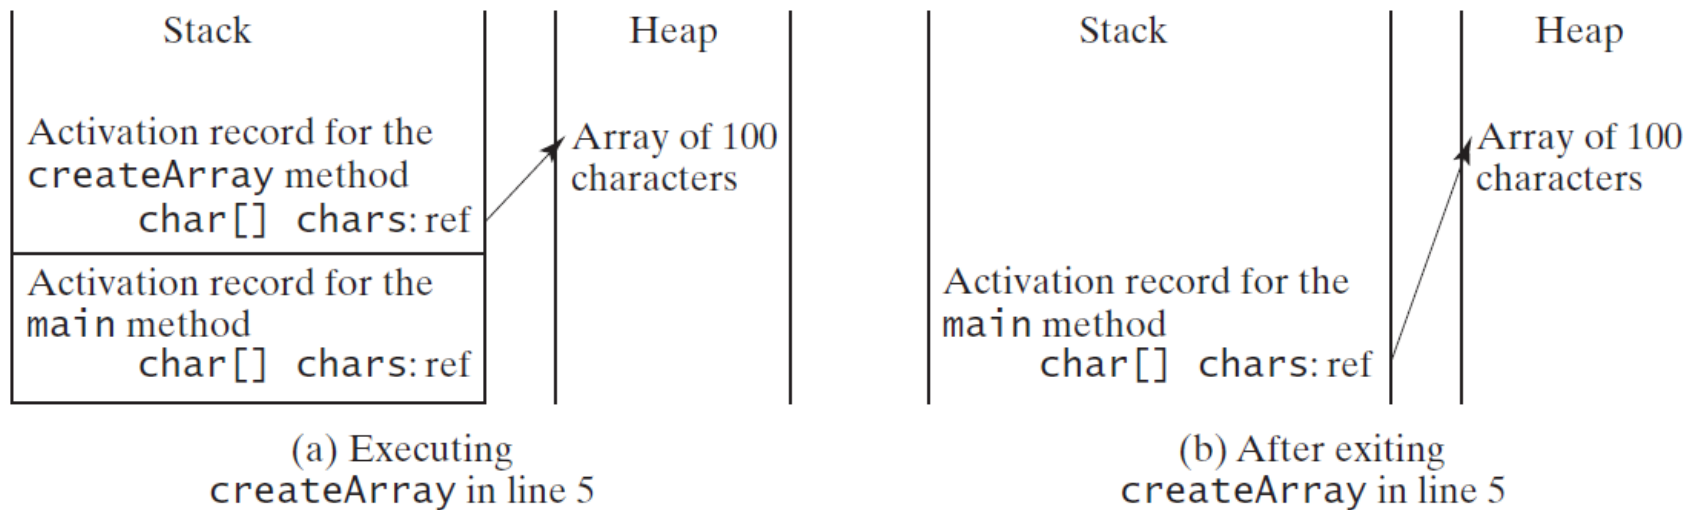 Stack
Heap
Activation record for the
createArray method
char[] chars: ref
Activation record for the
main method
char[] chars: ref
Array of 100
characters
(a) Executing
createArray in line 5
Stack
Heap
Activation record for the
main method
char[] chars: ref
Array of 100
characters
(b) After exiting
createArray in line 5